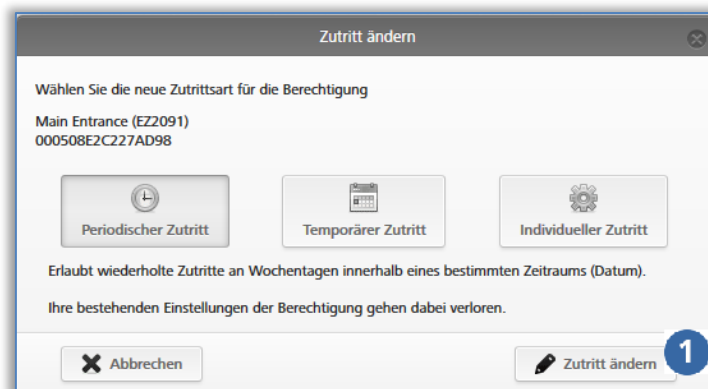 Zutritt ändern
Wählen Sie die neue Zutrittsart für die Berechtigung
Main Entrance (EZ2091)
000508E2C227AD98
Periodischer Zutritt
Temporärer Zutritt
Individueller Zutritt
Erlaubt wiederholte Zutritte an Wochentagen innerhalb eines bestimmten Zeitraums (Datum).
Ihre bestehenden Einstellungen der Berechtigung gehen dabei verloren.
Abbrechen
Zutritt ändern
1